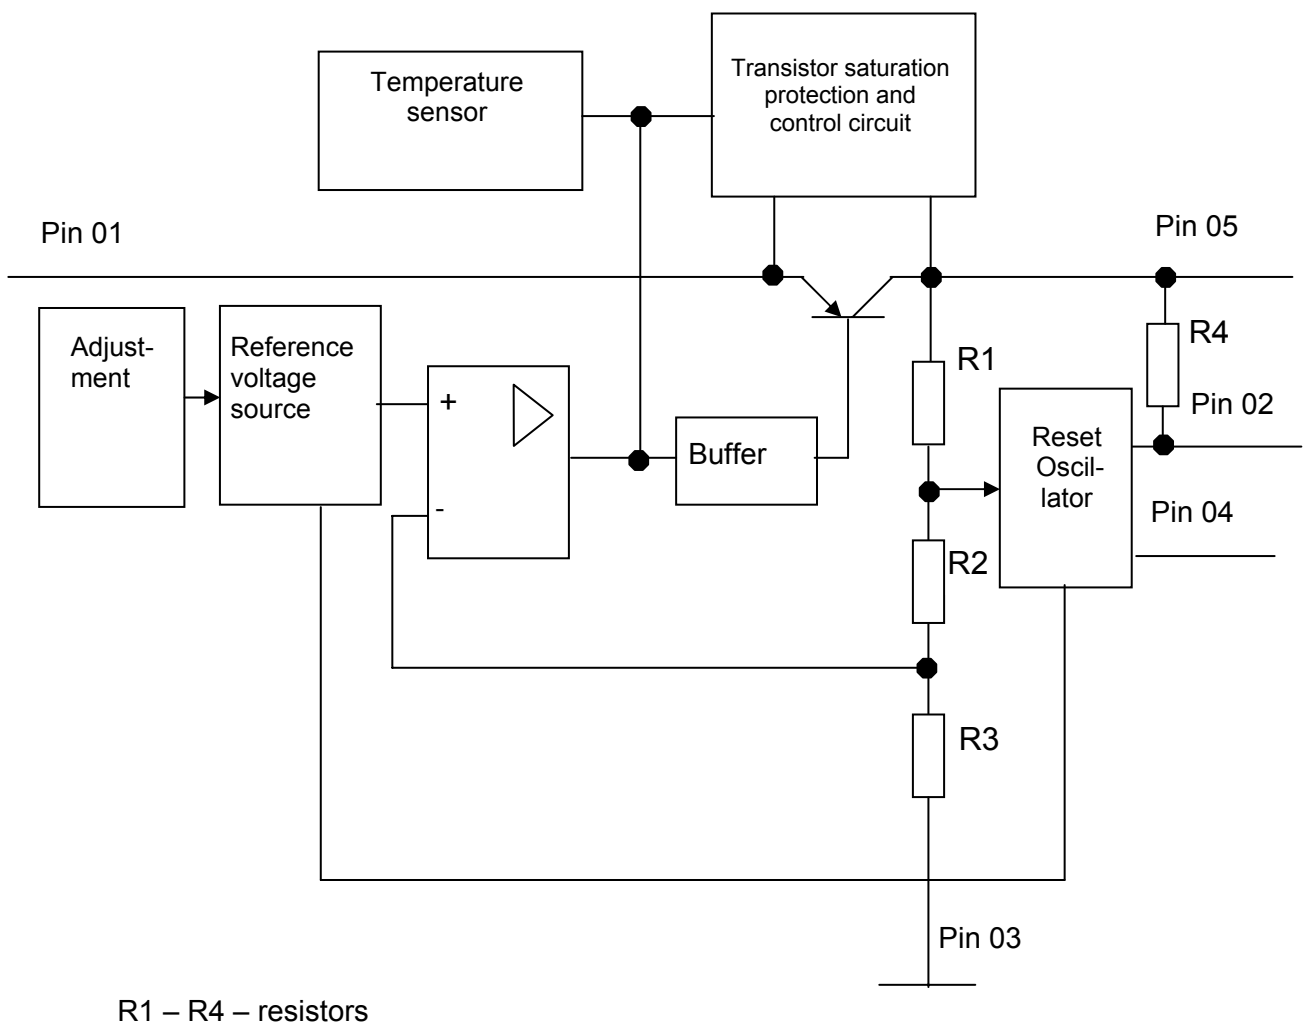 Temperature
sensor
Transistor saturation
protection and
control circuit
Pin 01
Pin 05
Adjust-
ment
Reference
voltage
source
+
-
Buffer
R1
R4
Pin 02
Reset
Oscil-
lator
Pin 04
R2
R3
Pin 03
R1 – R4 – resistors